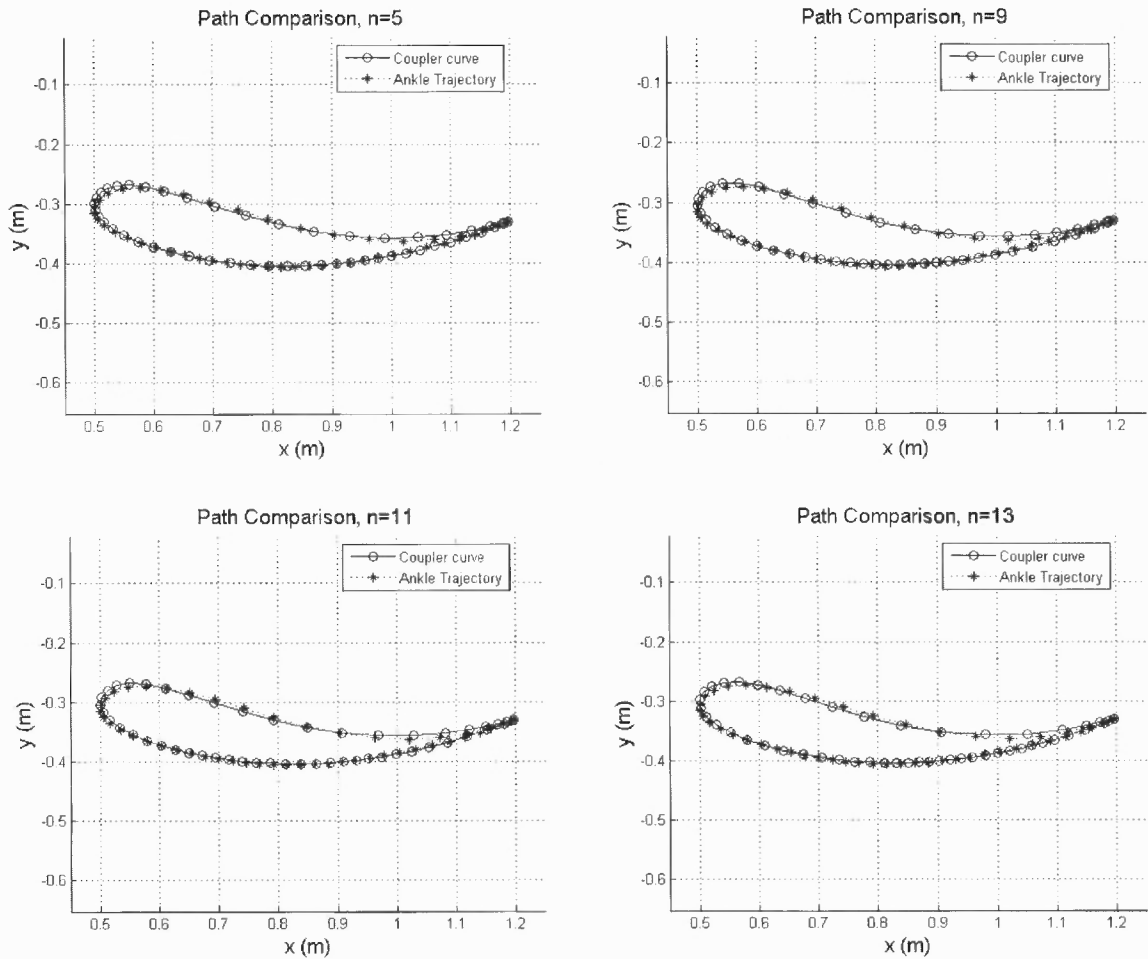 Path Comparison, n=5
Coupler curve
Ankle Trajectory
-0.1
-0.2
-0.3
-0.4
-0.5
-0.6
y (m)
0.5 0.6 0.7 0.8 0.9 1 1.1 1.2
x (m)
Path Comparison, n=9
Coupler curve
Ankle Trajectory
-0.1
-0.2
-0.3
-0.4
-0.5
-0.6
y (m)
0.5 0.6 0.7 0.8 0.9 1 1.1 1.2
x (m)
Path Comparison, n=11
Coupler curve
Ankle Trajectory
-0.1
-0.2
-0.3
-0.4
-0.5
-0.6
y (m)
0.5 0.6 0.7 0.8 0.9 1 1.1 1.2
x (m)
Path Comparison, n=13
Coupler curve
Ankle Trajectory
-0.1
-0.2
-0.3
-0.4
-0.5
-0.6
y (m)
0.5 0.6 0.7 0.8 0.9 1 1.1 1.2
x (m)